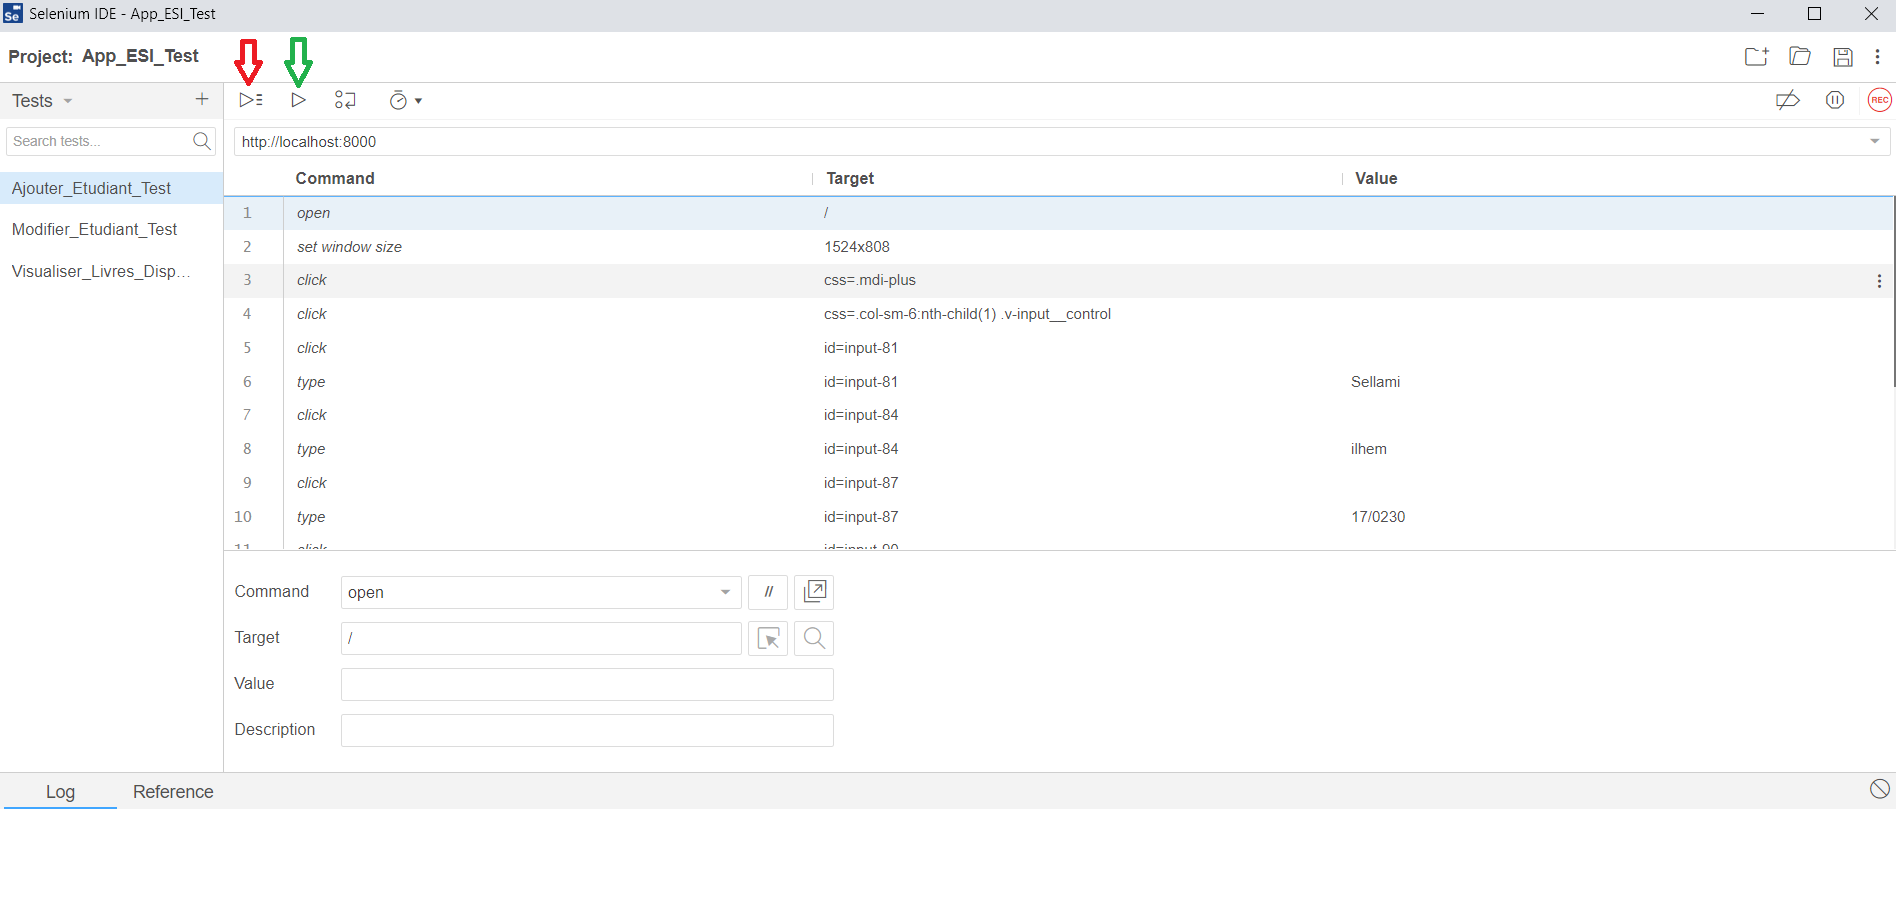 Selenium IDE - App_ESI_Test
Project: App_ESI_Test
Tests
REC
Search tests...
http://localhost:8000
Command Target Value
Ajouter_Etudiant_Test
Modifier_Etudiant_Test
Visualiser_Livres_Disp...
1 open /
2 set window size 1524x808
3 click css=.mdi-plus
4 click css=.col-sm-6:nth-child(1) .v-input__control
5 click id=input-81
6 type id=input-81 Sellami
7 click id=input-84
8 type id=input-84 ilhem
9 click id=input-87
10 type id=input-87 17/0230
11 click id=input-90
Command open //
Target /
Value
Description
Log Reference